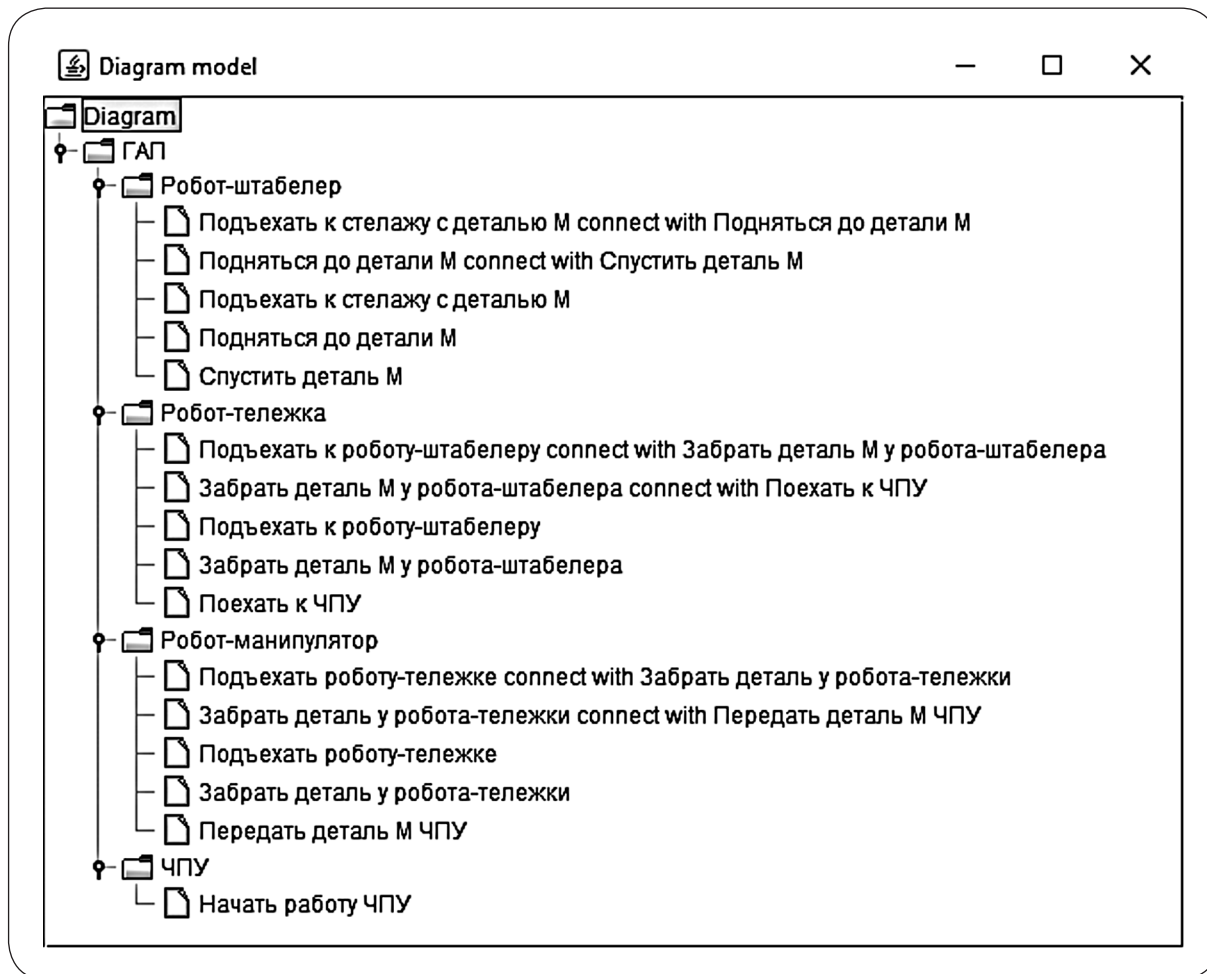 Diagram model
Diagram
ГАП
Робот-штабелер
Подъехать к стелажу с деталью М connect with Подняться до детали М
Подняться до детали М connect with Спустить деталь М
Подъехать к стелажу с деталью М
Подняться до детали М
Спустить деталь М
Робот-тележка
Подъехать к роботу-штабелеру connect with Забрать деталь М у робота-штабелера
Забрать деталь М у робота-штабелера connect with Поехать к ЧПУ
Подъехать к роботу-штабелеру
Забрать деталь М у робота-штабелера
Поехать к ЧПУ
Робот-манипулятор
Подъехать роботу-тележке connect with Забрать деталь у робота-тележки
Забрать деталь у робота-тележки connect with Передать деталь М ЧПУ
Подъехать роботу-тележке
Забрать деталь у робота-тележки
Передать деталь М ЧПУ
ЧПУ
Начать работу ЧПУ